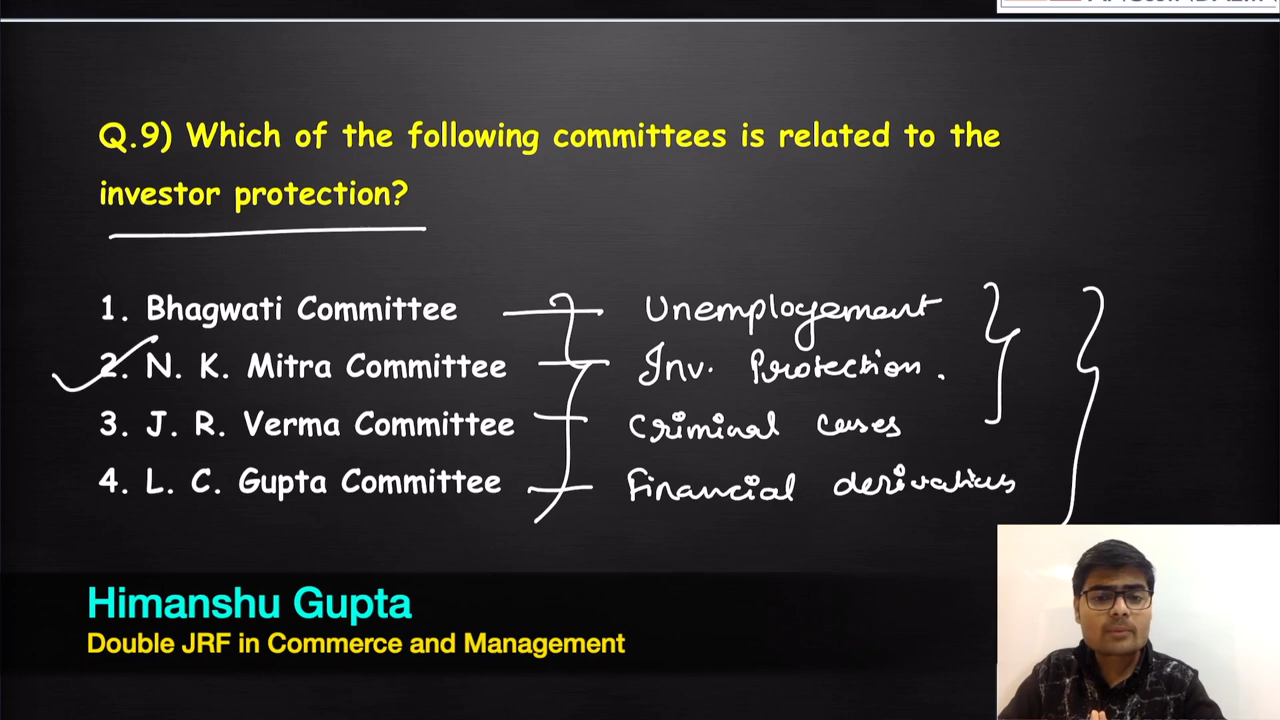 Q.9) Which of the following committees is related to the
investor protection?
1. Bhagwati Committee Unemployement
2. N. K. Mitra Committee Inv. Protection.
3. J. R. Verma Committee Criminal cases
4. L. C. Gupta Committee Financial derivatives
Himanshu Gupta
Double JRF in Commerce and Management